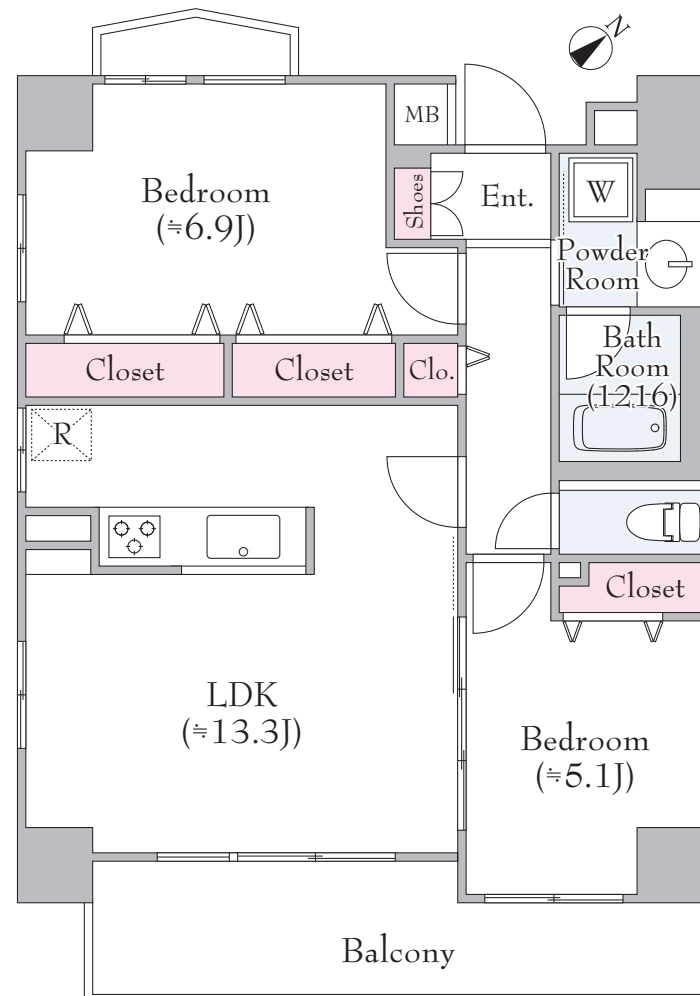 N
MB
Bedroom
(≒6.9J)
Shoes
Ent.
W
Powder
Room
Closet
Closet
Clo.
Bath
Room
(1216)
R
Closet
LDK
(≒13.3J)
Bedroom
(≒5.1J)
Balcony